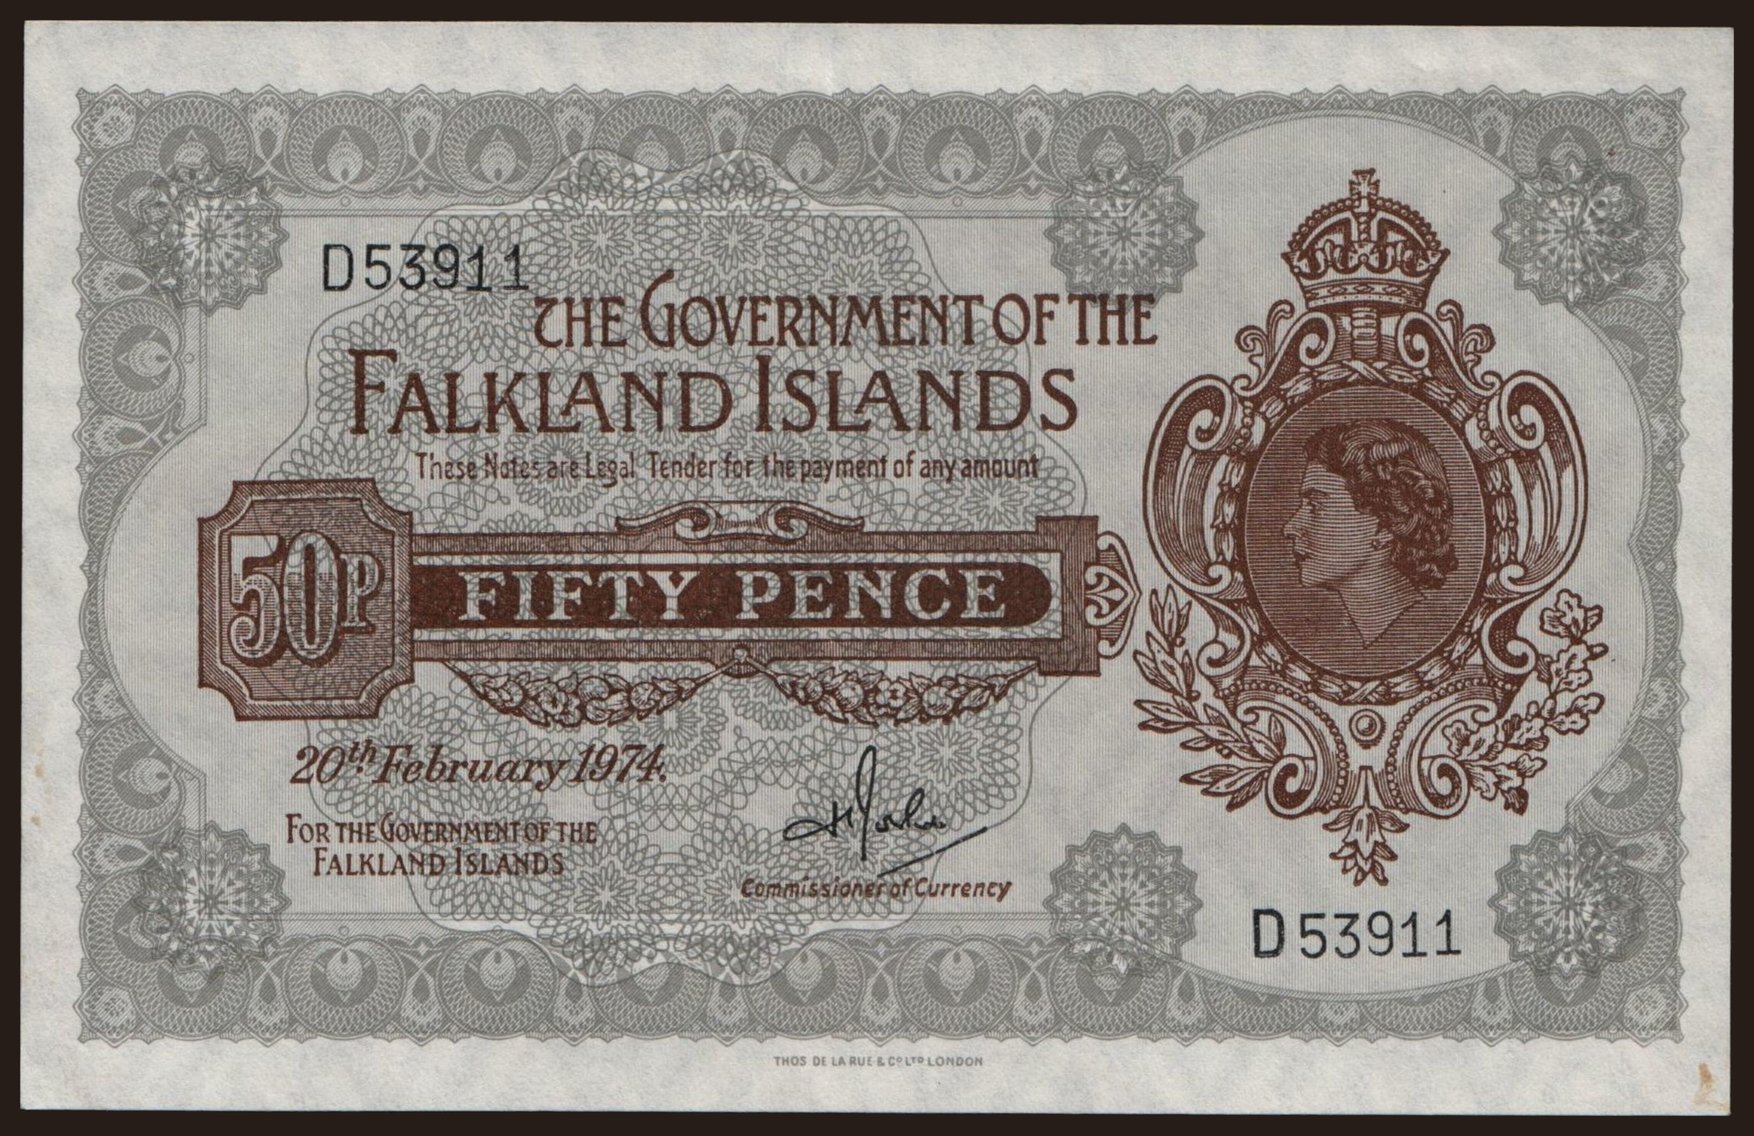 D53911
THE GOVERNMENT OF THE
FALKLAND ISLANDS
These Notes are Legal Tender for the payment of any amount
50P
FIFTY PENCE
20th February 1974.
FOR THE GOVERNMENT OF THE
FALKLAND ISLANDS
Commissioner of Currency
D53911
THOS DE LA RUE & CO LTD LONDON